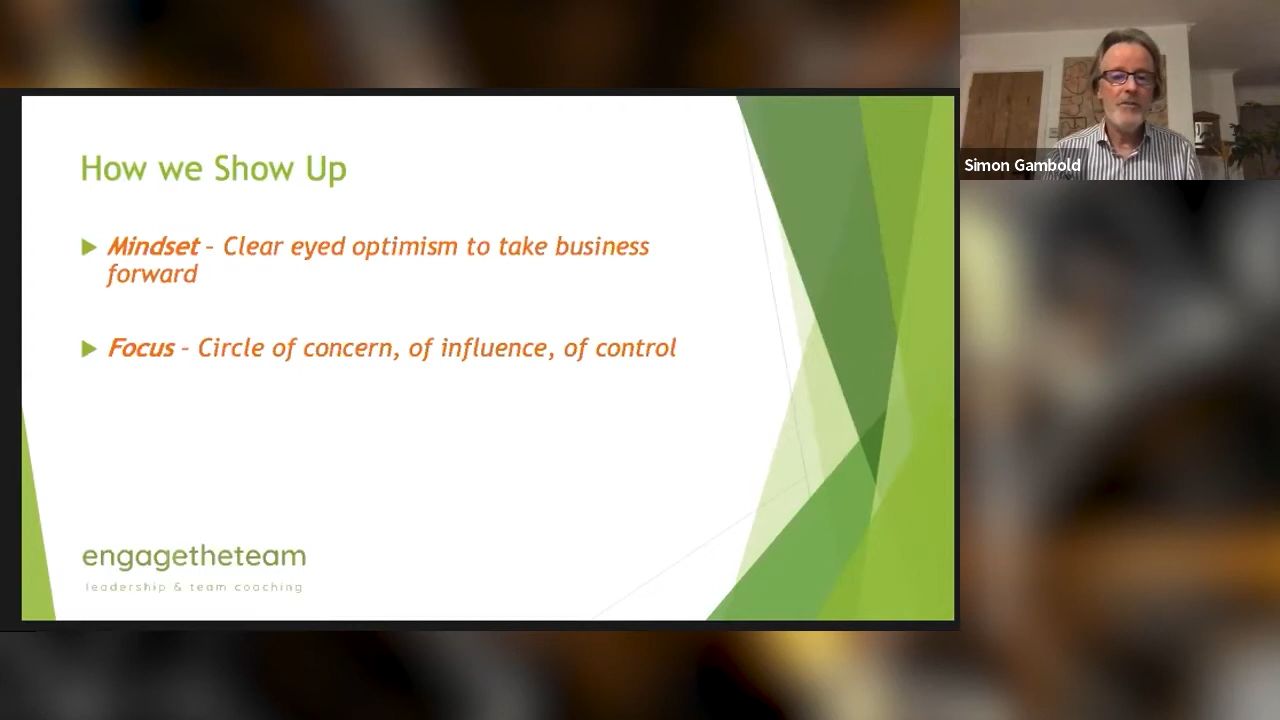 How we Show Up
Mindset – Clear eyed optimism to take business
forward
Focus – Circle of concern, of influence, of control
engagetheteam
leadership & team coaching
Simon Gambold